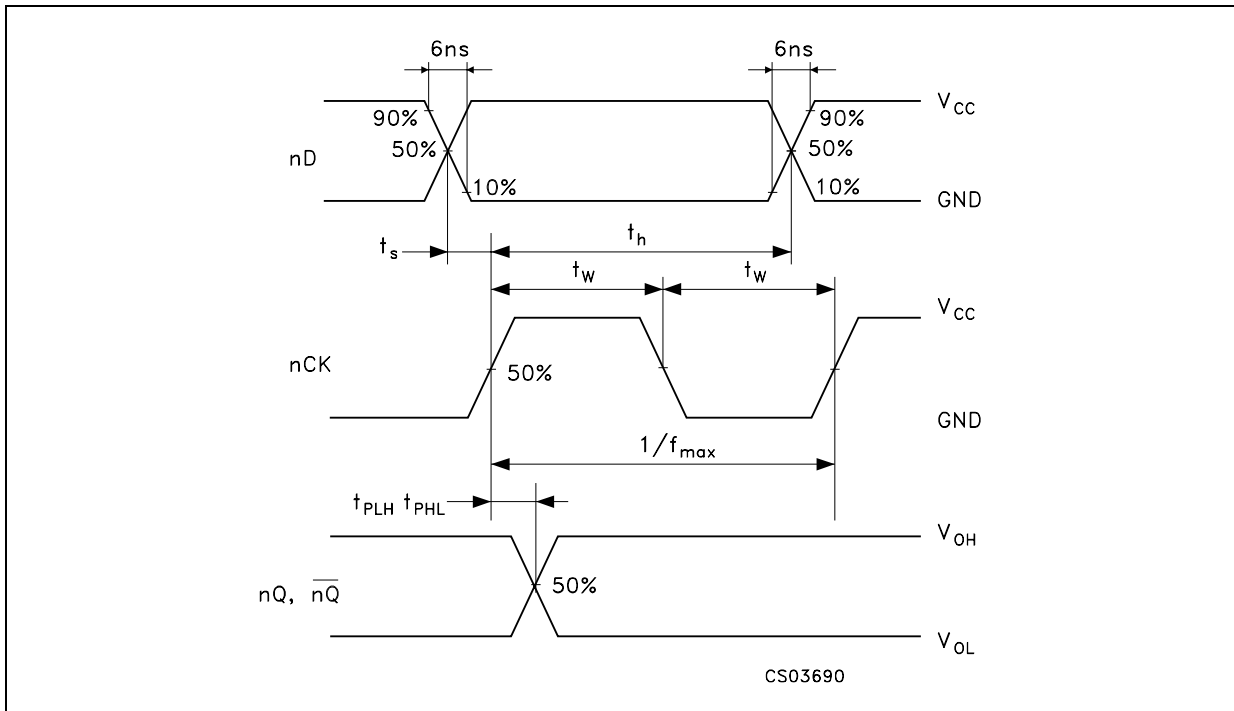 6ns 6ns
V_CC
90% 90%
nD 50% 50%
10% 10%
GND
t_s t_h
t_W t_W
V_CC
nCK 50%
GND
1/f_max
t_PLH t_PHL
V_OH
nQ, n̅Q̅ 50%
V_OL
CS03690